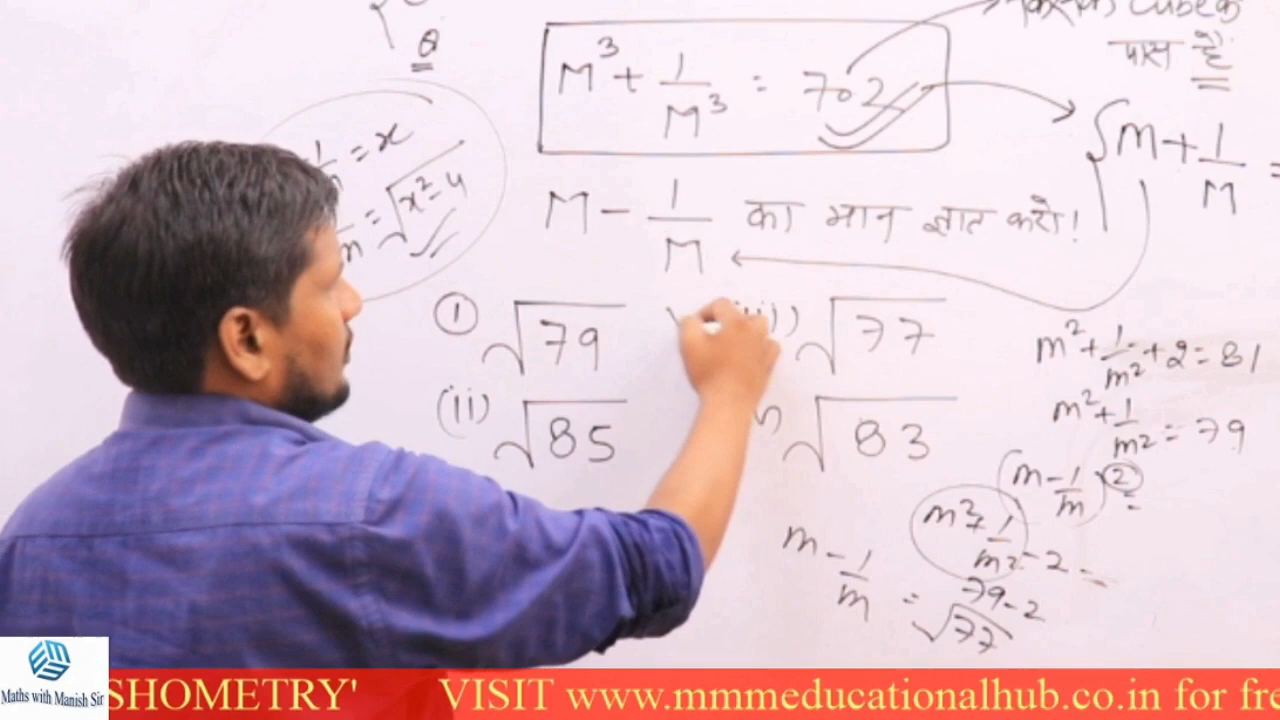 θ
M³ + 1/M³ = 702
Cube के
पास है
M + 1/M =
1/m = x
1/m = √x²-4
M - 1/M का मान ज्ञात करो!
① √79
(iii) √77
(ii) √85
√83
m² + 1/m² + 2 = 81
m² + 1/m² = 79
(m - 1/m)² =
m² + 1/m² - 2 =
79-2
m - 1/m = √77
Maths with Manish Sir
SHOMETRY' VISIT www.mmmeducationalhub.co.in for fre